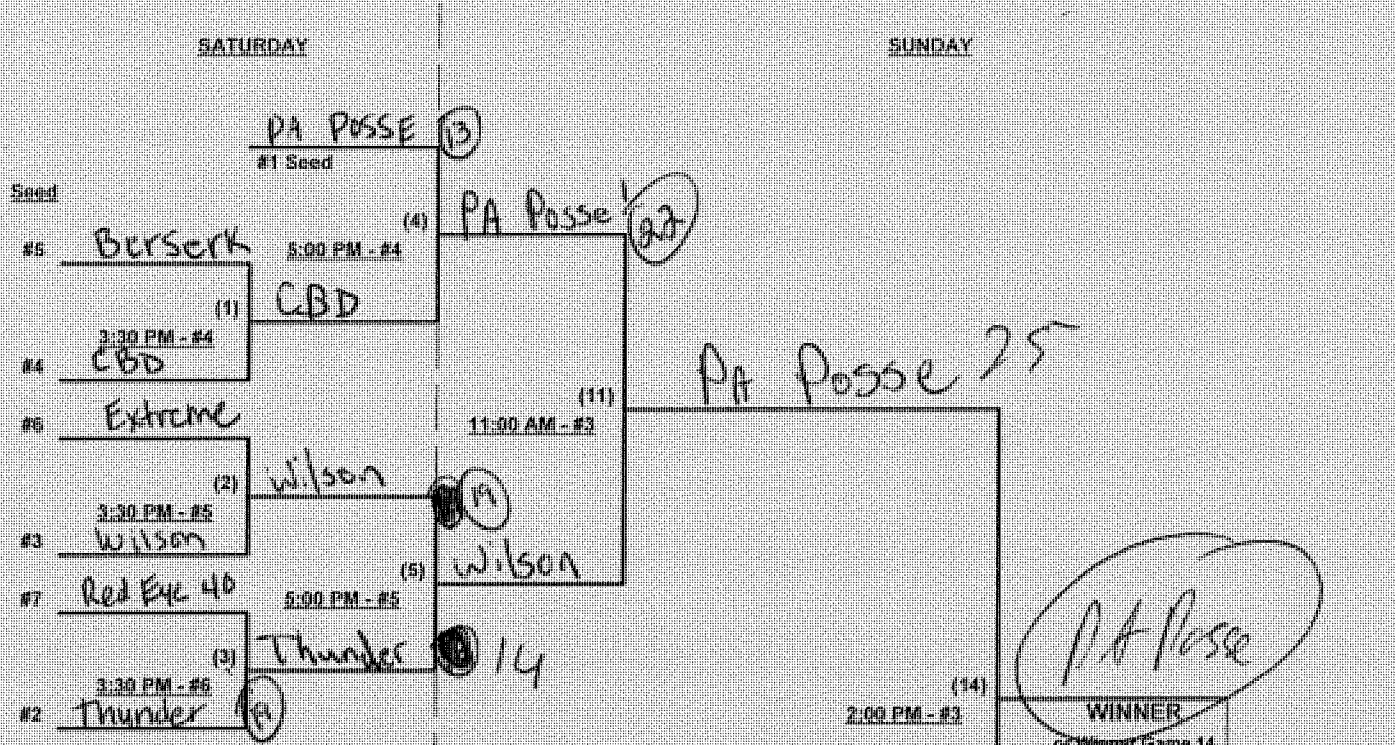 SATURDAY SUNDAY
PA POSSE 13
#1 Seed
Seed
(4) PA Posse 22
#5 Berserk 5:00 PM - #4
(1) CBD
3:30 PM - #4
#4 CBD
PA Posse 25
(11)
#6 Extreme 11:00 AM - #3
(2) Wilson 19
3:30 PM - #5
#3 Wilson
(5) Wilson
#7 Red Eye 40 5:00 PM - #5
(3) Thunder 14
3:30 PM - #6
#2 Thunder 19
PA Posse
(14)
2:00 PM - #3 WINNER